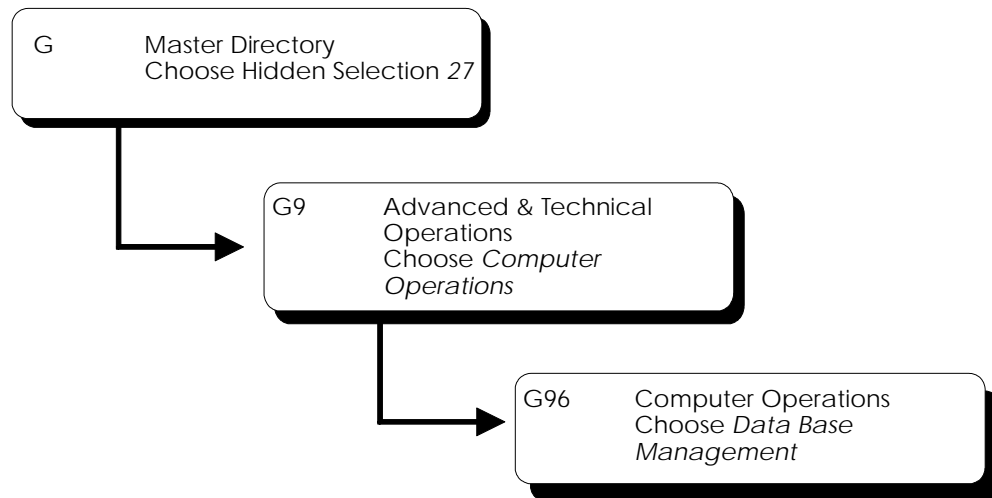 G Master Directory
Choose Hidden Selection 27
G9 Advanced & Technical
Operations
Choose Computer
Operations
G96 Computer Operations
Choose Data Base
Management